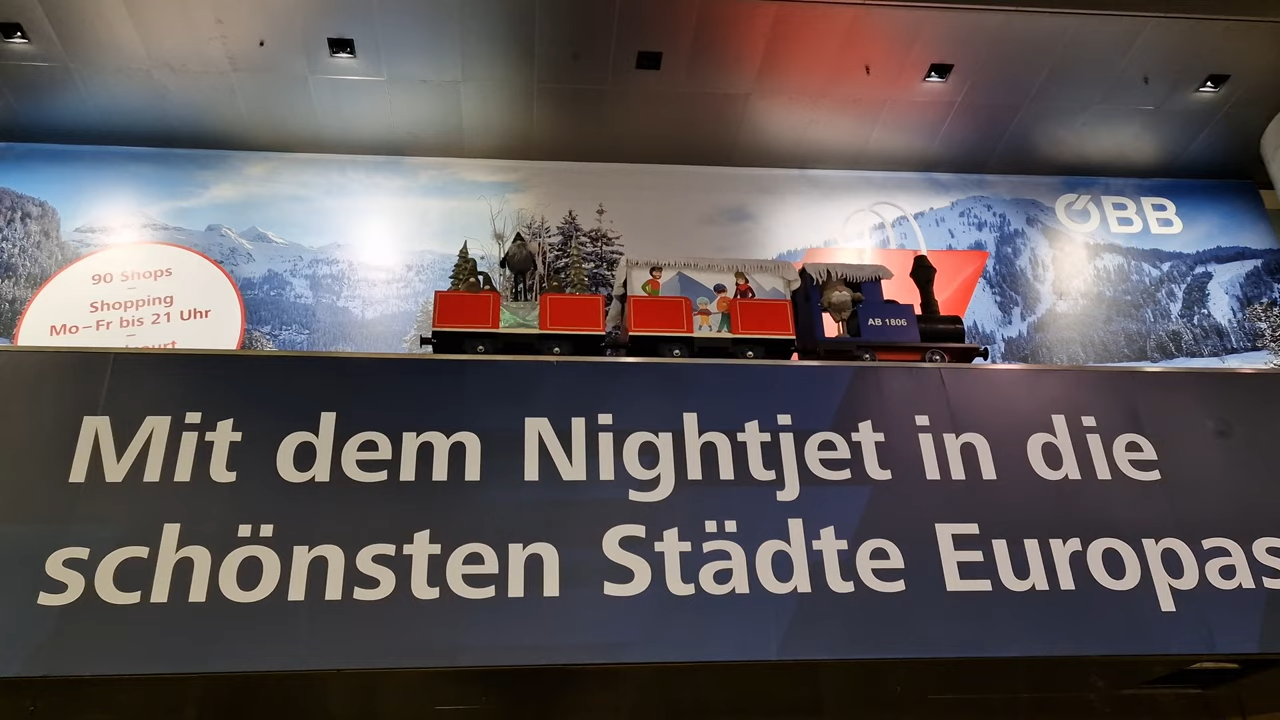 ÖBB
90 Shops
–
Shopping
Mo–Fr bis 21 Uhr
–
AB 1806
Mit dem Nightjet in die
schönsten Städte Europas